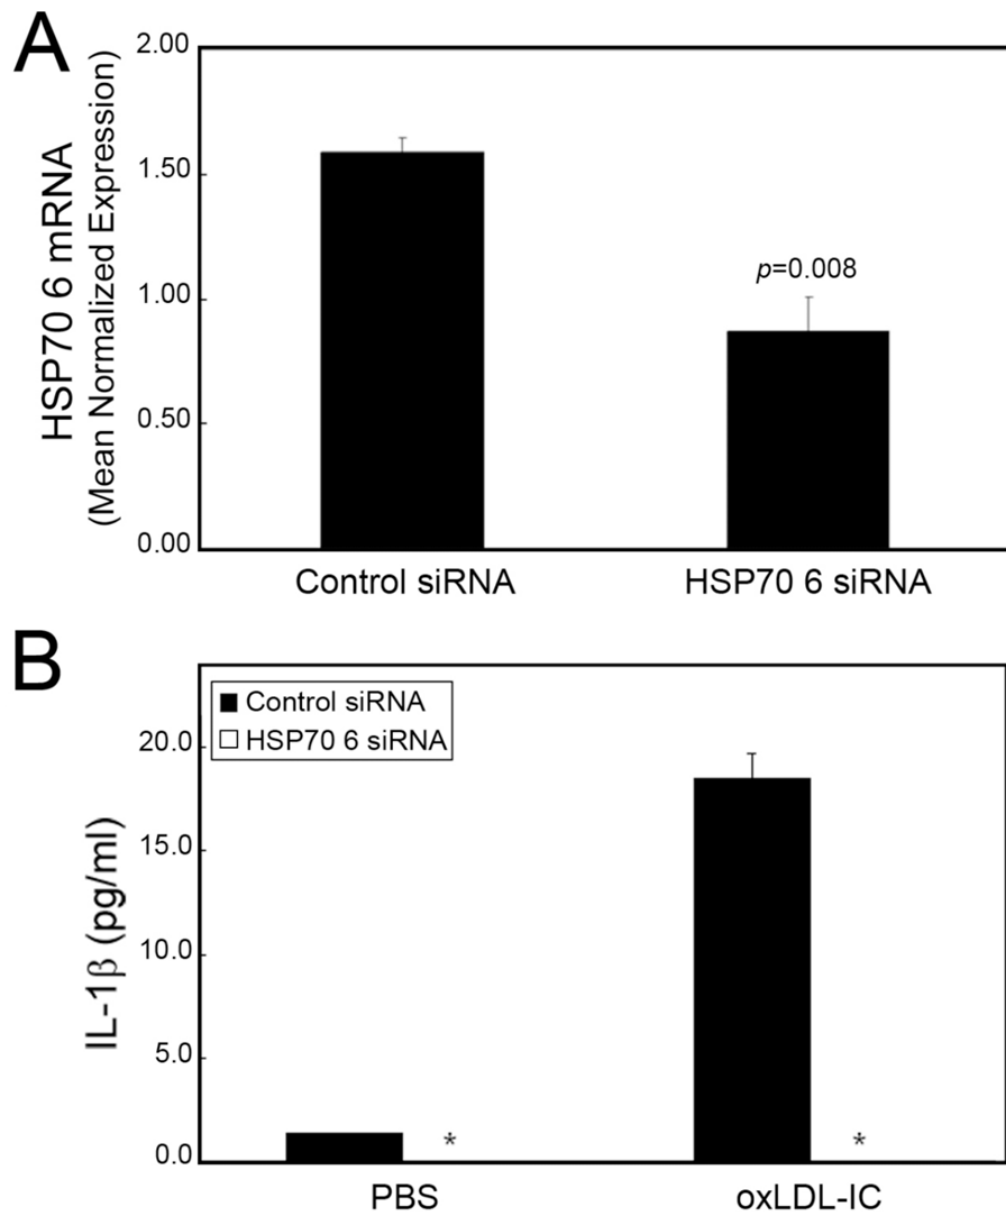 A
HSP70 6 mRNA
(Mean Normalized Expression)
2.00
1.50
1.00
0.50
0.00
p=0.008
Control siRNA
HSP70 6 siRNA
B
Control siRNA
HSP70 6 siRNA
IL-1β (pg/ml)
20.0
15.0
10.0
5.0
0.0
*
*
PBS
oxLDL-IC